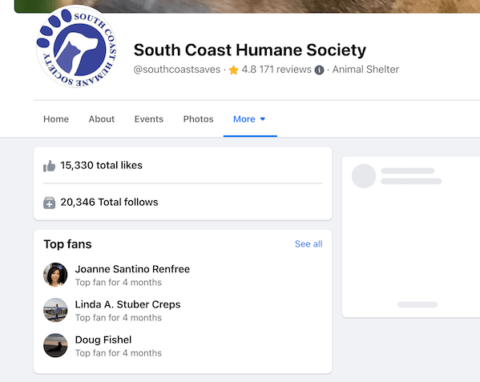 SOUTH COAST HUMANE SOCIETY
South Coast Humane Society
@southcoastsaves · 4.8 171 reviews · Animal Shelter
Home About Events Photos More
15,330 total likes
20,346 Total follows
Top fans See all
Joanne Santino Renfree
Top fan for 4 months
Linda A. Stuber Creps
Top fan for 4 months
Doug Fishel
Top fan for 4 months